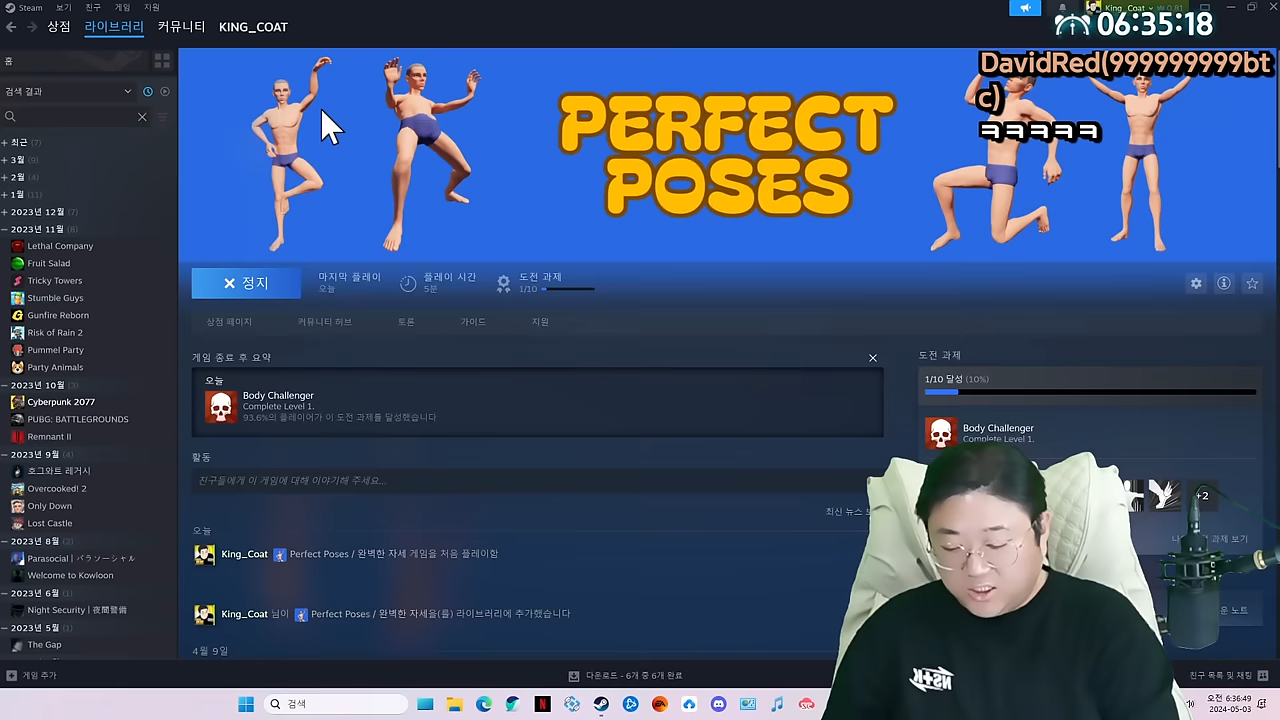 Steam 보기 친구 게임 지원
King_Coat
06:35:18
상점 라이브러리 커뮤니티 KING_COAT
DavidRed(999999999bt
c)
ㅋㅋㅋㅋㅋ
PERFECT
POSES
홈
검색 결과
+ 최근 (7)
+ 3월 (9)
+ 2월 (4)
+ 1월 (11)
+ 2023년 12월 (7)
– 2023년 11월 (8)
Lethal Company
Fruit Salad
Tricky Towers
Stumble Guys
Gunfire Reborn
Risk of Rain 2
Pummel Party
Party Animals
– 2023년 10월 (3)
Cyberpunk 2077
PUBG: BATTLEGROUNDS
Remnant II
– 2023년 9월 (4)
호그와트 레거시
Overcooked! 2
Only Down
Lost Castle
– 2023년 8월 (2)
Parasocial | パラソーシャル
Welcome to Kowloon
– 2023년 6월 (1)
Night Security | 夜間警備
– 2023년 5월 (1)
The Gap
정지
마지막 플레이
오늘
플레이 시간
5분
도전 과제
1/10
상점 페이지 커뮤니티 허브 토론 가이드 지원
게임 종료 후 요약
오늘
Body Challenger
Complete Level 1.
93.6%의 플레이어가 이 도전 과제를 달성했습니다
활동
친구들에게 이 게임에 대해 이야기해 주세요...
최신 뉴스
오늘
King_Coat Perfect Poses / 완벽한 자세 게임을 처음 플레이함
King_Coat 님이 Perfect Poses / 완벽한 자세을(를) 라이브러리에 추가했습니다
4월 9일
도전 과제
1/10 달성 (10%)
Body Challenger
Complete Level 1.
+2
과제 보기
노트
NS+K
게임 추가
다운로드 - 6개 중 6개 완료
친구 목록 및 채팅
검색
오전 6:36:49
2024-05-03